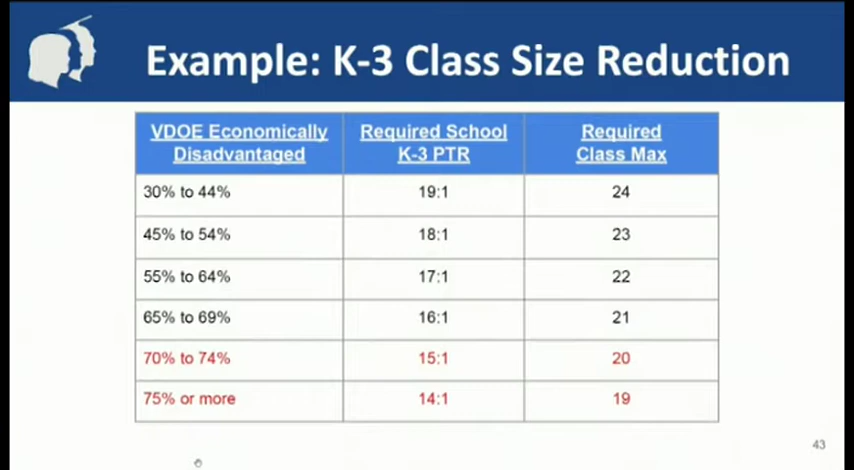 Example: K-3 Class Size Reduction
VDOE Economically
Disadvantaged
Required School
K-3 PTR
Required
Class Max
30% to 44% 19:1 24
45% to 54% 18:1 23
55% to 64% 17:1 22
65% to 69% 16:1 21
70% to 74% 15:1 20
75% or more 14:1 19
43